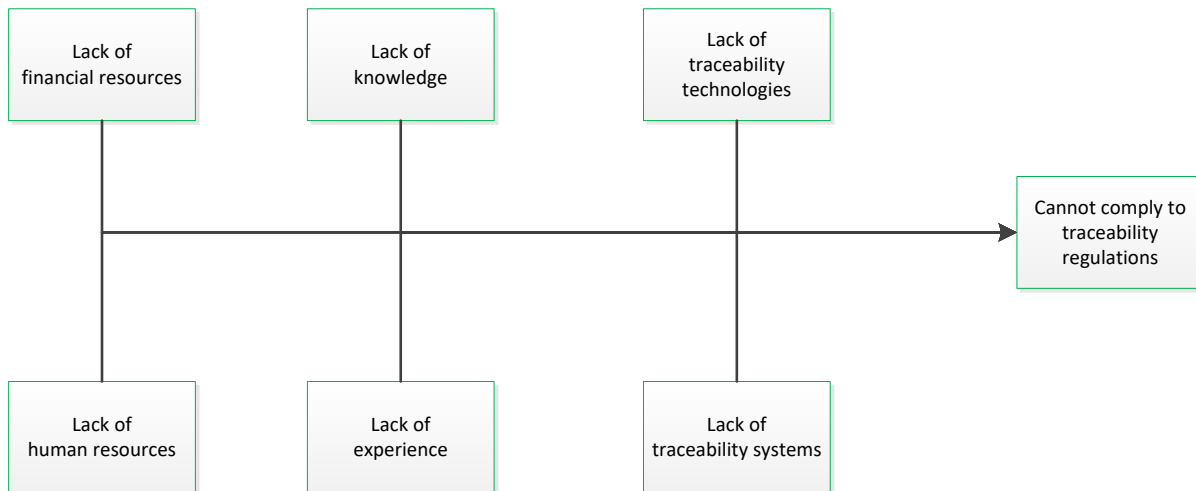 Lack of
financial resources
Lack of
knowledge
Lack of
traceability
technologies
Cannot comply to
traceability
regulations
Lack of
human resources
Lack of
experience
Lack of
traceability systems